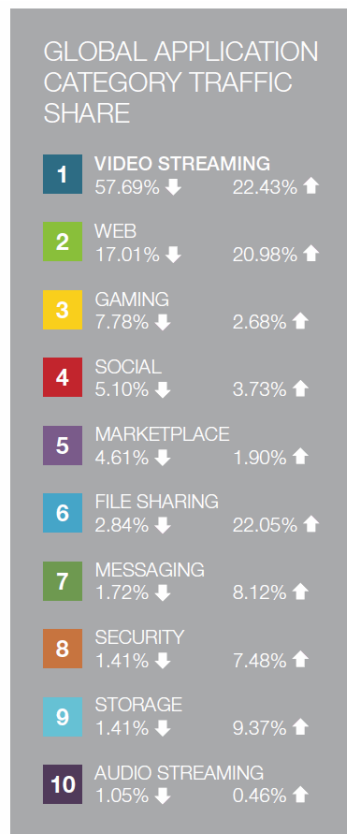 GLOBAL APPLICATION
CATEGORY TRAFFIC
SHARE
1 VIDEO STREAMING
57.69% ⬇ 22.43% ⬆
2 WEB
17.01% ⬇ 20.98% ⬆
3 GAMING
7.78% ⬇ 2.68% ⬆
4 SOCIAL
5.10% ⬇ 3.73% ⬆
5 MARKETPLACE
4.61% ⬇ 1.90% ⬆
6 FILE SHARING
2.84% ⬇ 22.05% ⬆
7 MESSAGING
1.72% ⬇ 8.12% ⬆
8 SECURITY
1.41% ⬇ 7.48% ⬆
9 STORAGE
1.41% ⬇ 9.37% ⬆
10 AUDIO STREAMING
1.05% ⬇ 0.46% ⬆